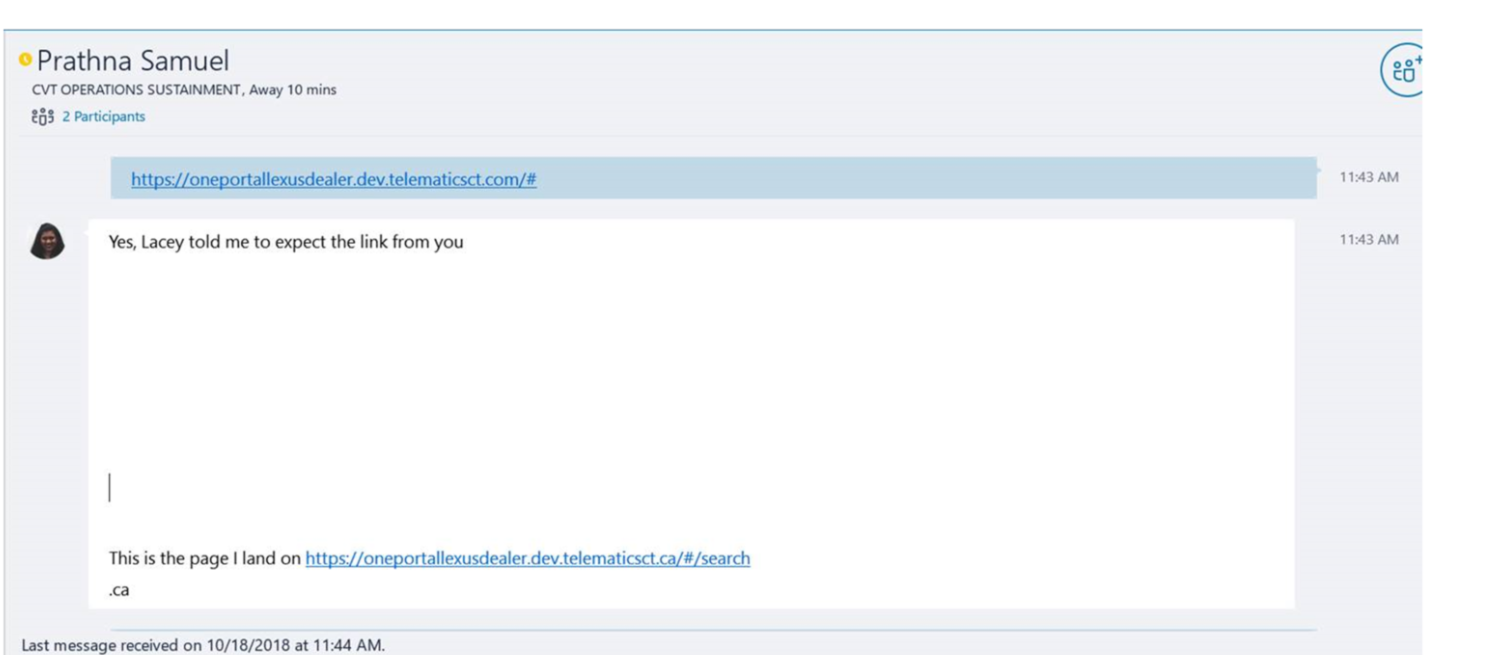 Prathna Samuel
CVT OPERATIONS SUSTAINMENT, Away 10 mins
2 Participants
https://oneportallexusdealer.dev.telematicsct.com/#
11:43 AM
Yes, Lacey told me to expect the link from you
11:43 AM
This is the page I land on https://oneportallexusdealer.dev.telematicsct.ca/#/search
.ca
Last message received on 10/18/2018 at 11:44 AM.